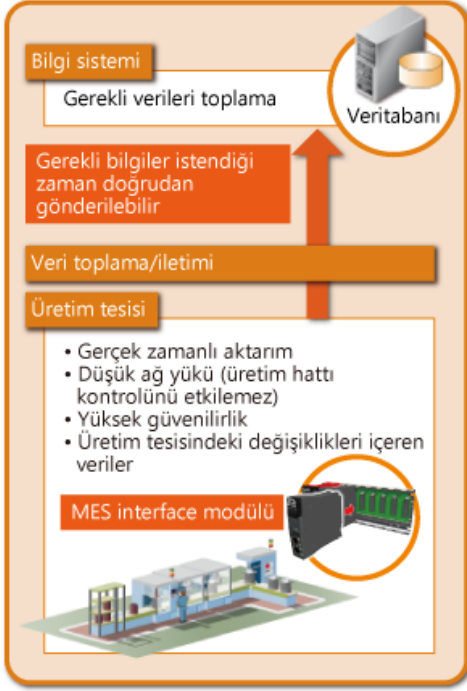 Bilgi sistemi
Gerekli verileri toplama
Veritabanı
Gerekli bilgiler istendiği
zaman doğrudan
gönderilebilir
Veri toplama/iletimi
Üretim tesisi
• Gerçek zamanlı aktarım
• Düşük ağ yükü (üretim hattı
kontrolünü etkilemez)
• Yüksek güvenilirlik
• Üretim tesisindeki değişiklikleri içeren
veriler
MES interface modülü